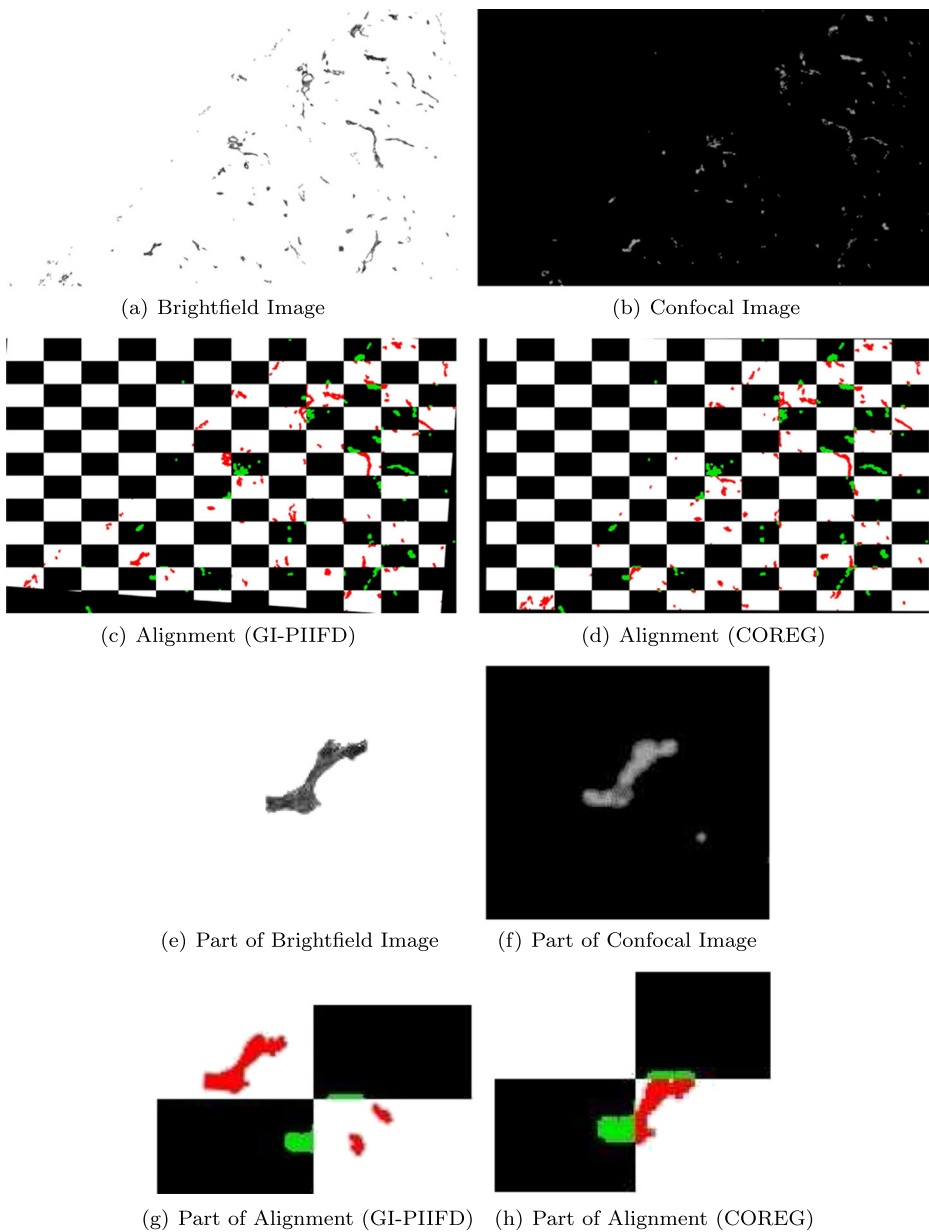 (a) Brightfield Image
(b) Confocal Image
(c) Alignment (GI-PIIFD)
(d) Alignment (COREG)
(e) Part of Brightfield Image
(f) Part of Confocal Image
(g) Part of Alignment (GI-PIIFD)
(h) Part of Alignment (COREG)